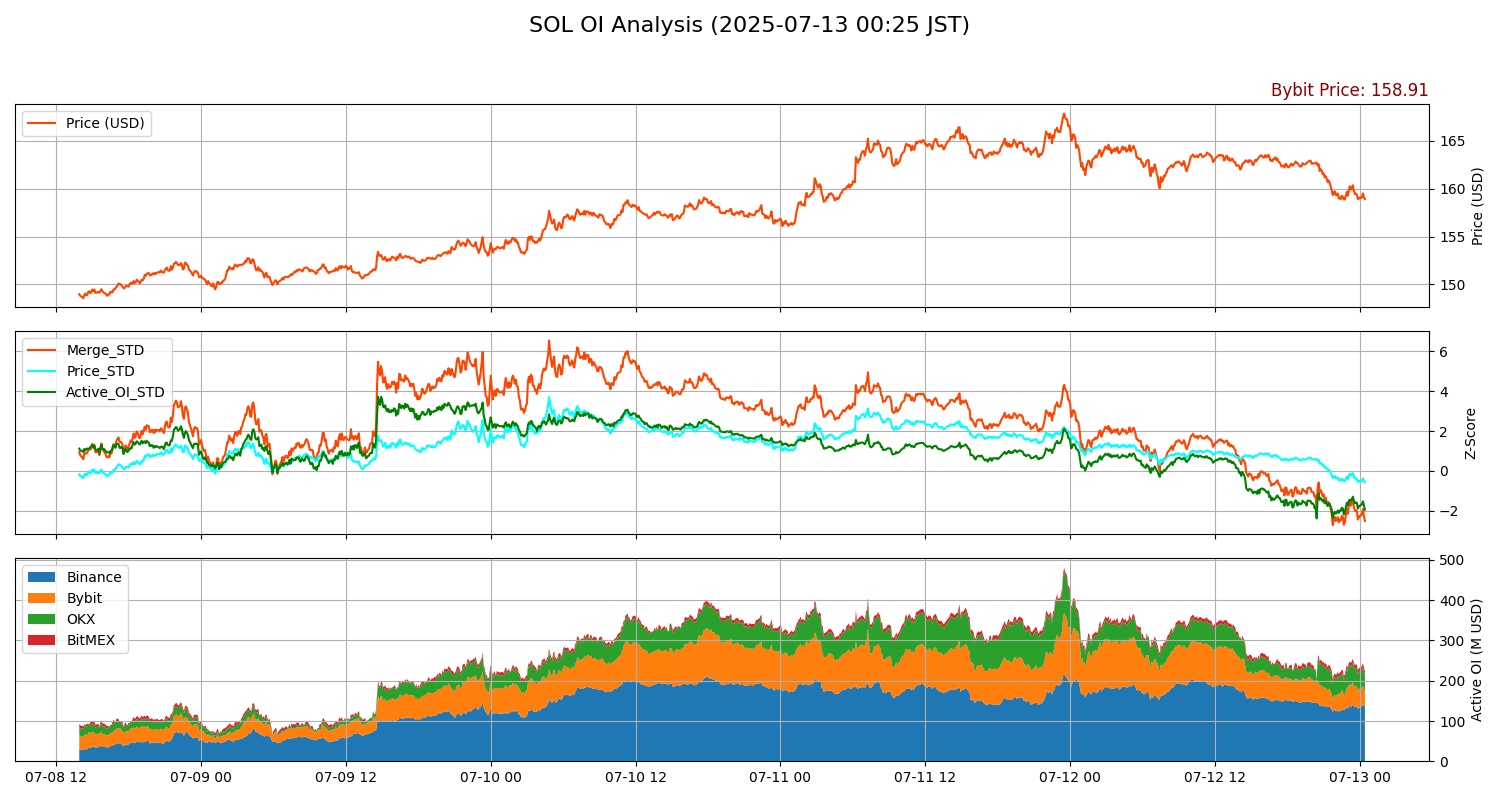 SOL OI Analysis (2025-07-13 00:25 JST)
Bybit Price: 158.91
Price (USD)
165
160
155
150
Price (USD)
Merge_STD
Price_STD
Active_OI_STD
6
4
2
0
−2
Z-Score
Binance
Bybit
OKX
BitMEX
500
400
300
200
100
0
Active OI (M USD)
07-08 12
07-09 00
07-09 12
07-10 00
07-10 12
07-11 00
07-11 12
07-12 00
07-12 12
07-13 00